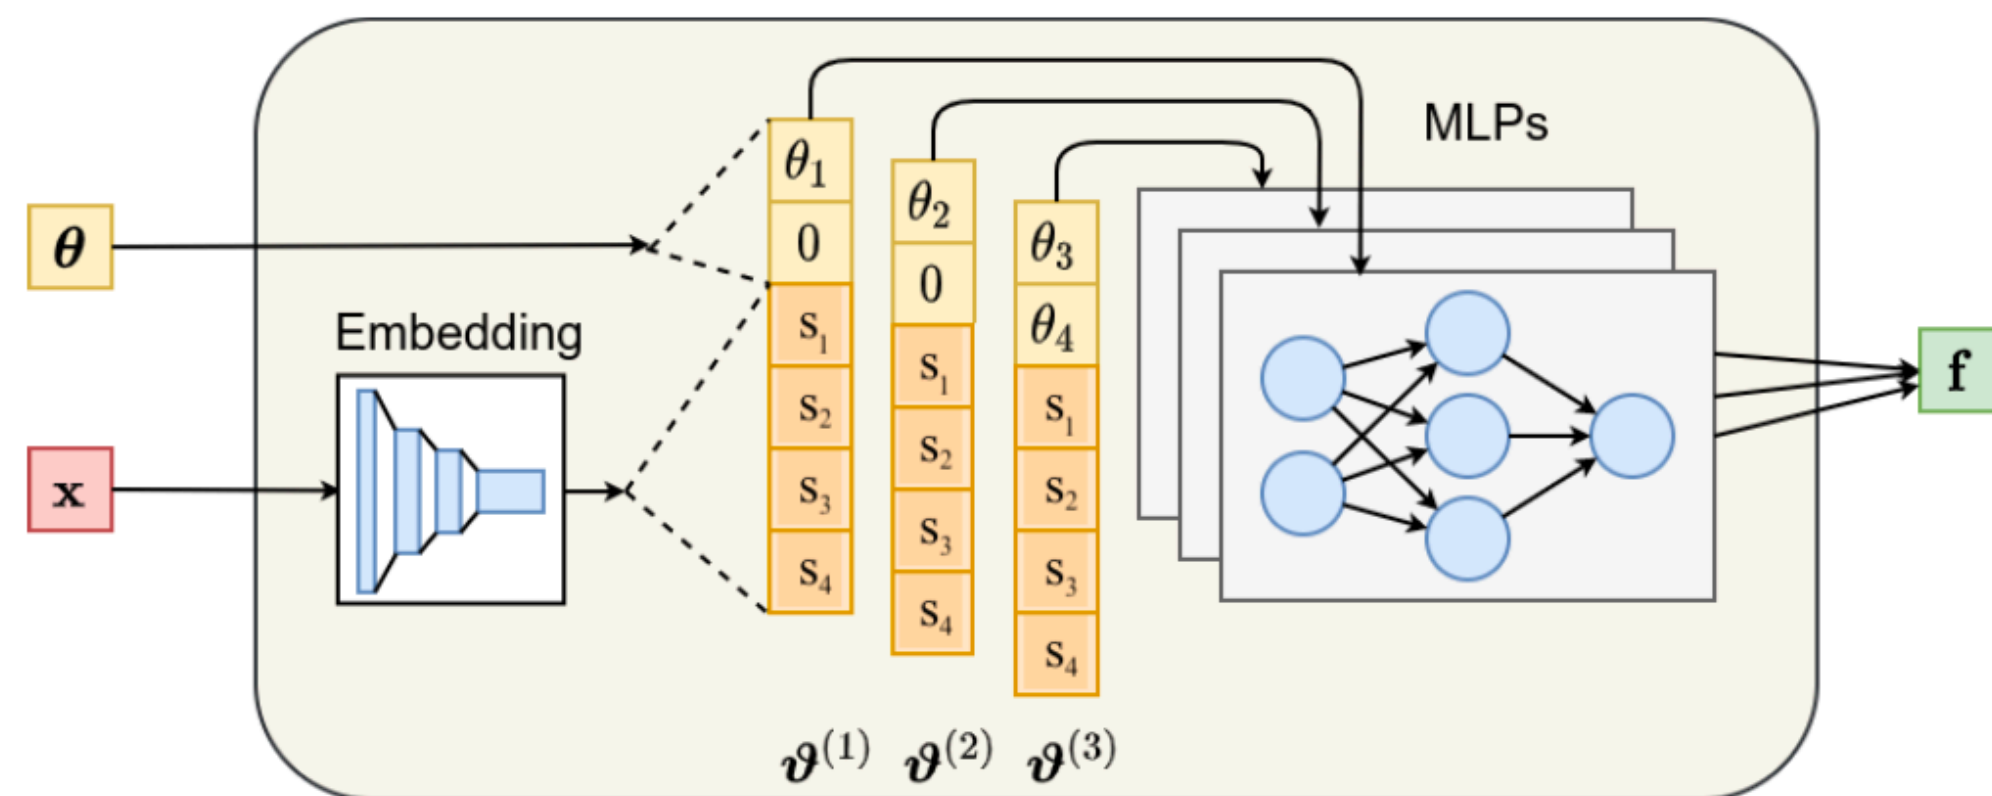 MLPs
θ
Embedding
x
θ₁
0
s₁
s₂
s₃
s₄
θ₂
0
s₁
s₂
s₃
s₄
θ₃
θ₄
s₁
s₂
s₃
s₄
f
ϑ⁽¹⁾ ϑ⁽²⁾ ϑ⁽³⁾